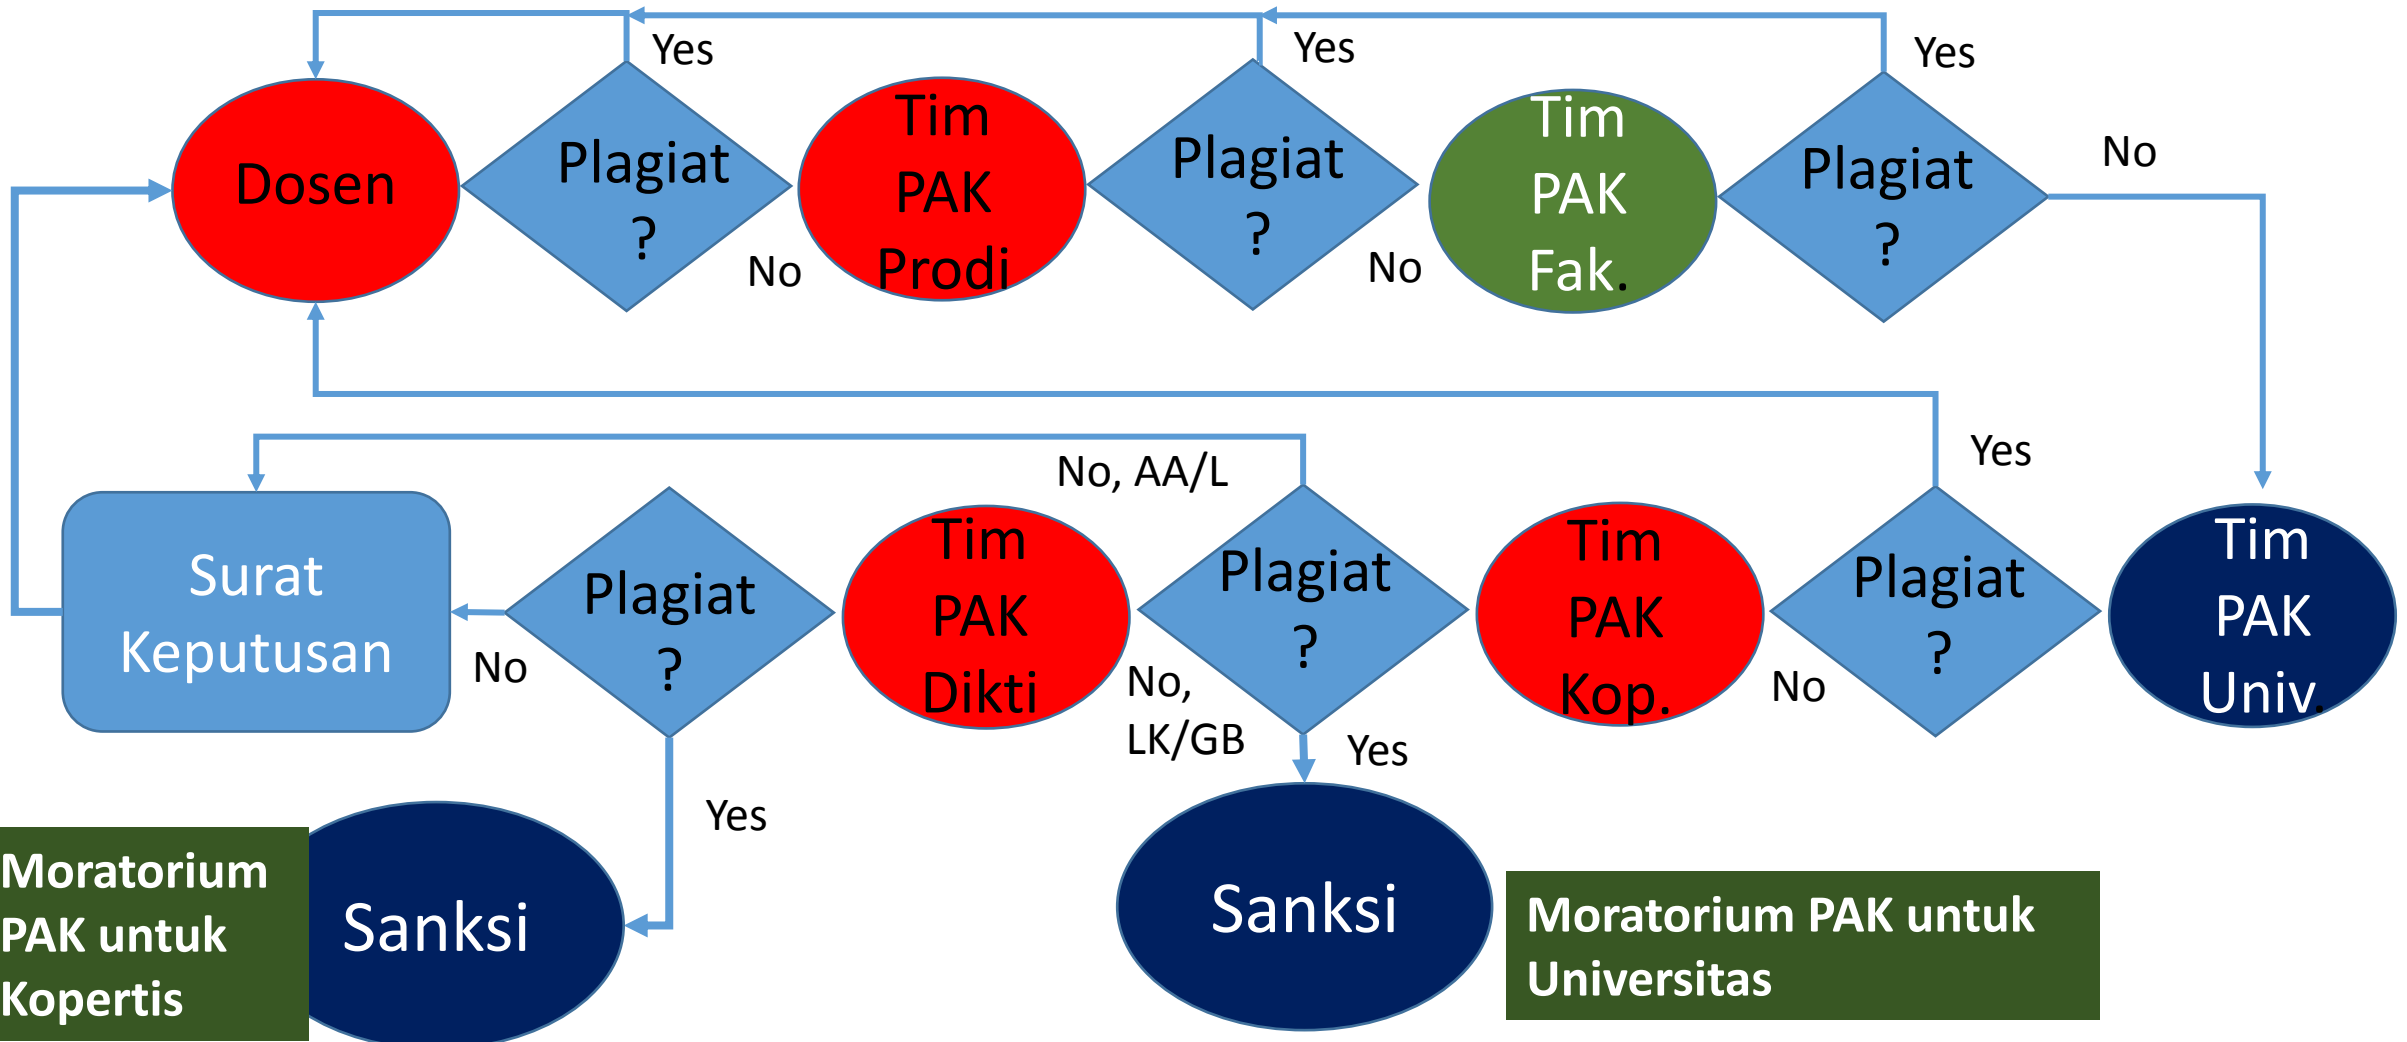 Yes
Yes
Yes
Dosen
Plagiat
?
No
Tim
PAK
Prodi
Plagiat
?
No
Tim
PAK
Fak.
Plagiat
?
No
Surat
Keputusan
No
Plagiat
?
Yes
Tim
PAK
Dikti
No, AA/L
No,
LK/GB
Plagiat
?
Yes
Tim
PAK
Kop.
No
Yes
Plagiat
?
Tim
PAK
Univ.
Moratorium
PAK untuk
Kopertis
Sanksi
Sanksi
Moratorium PAK untuk
Universitas